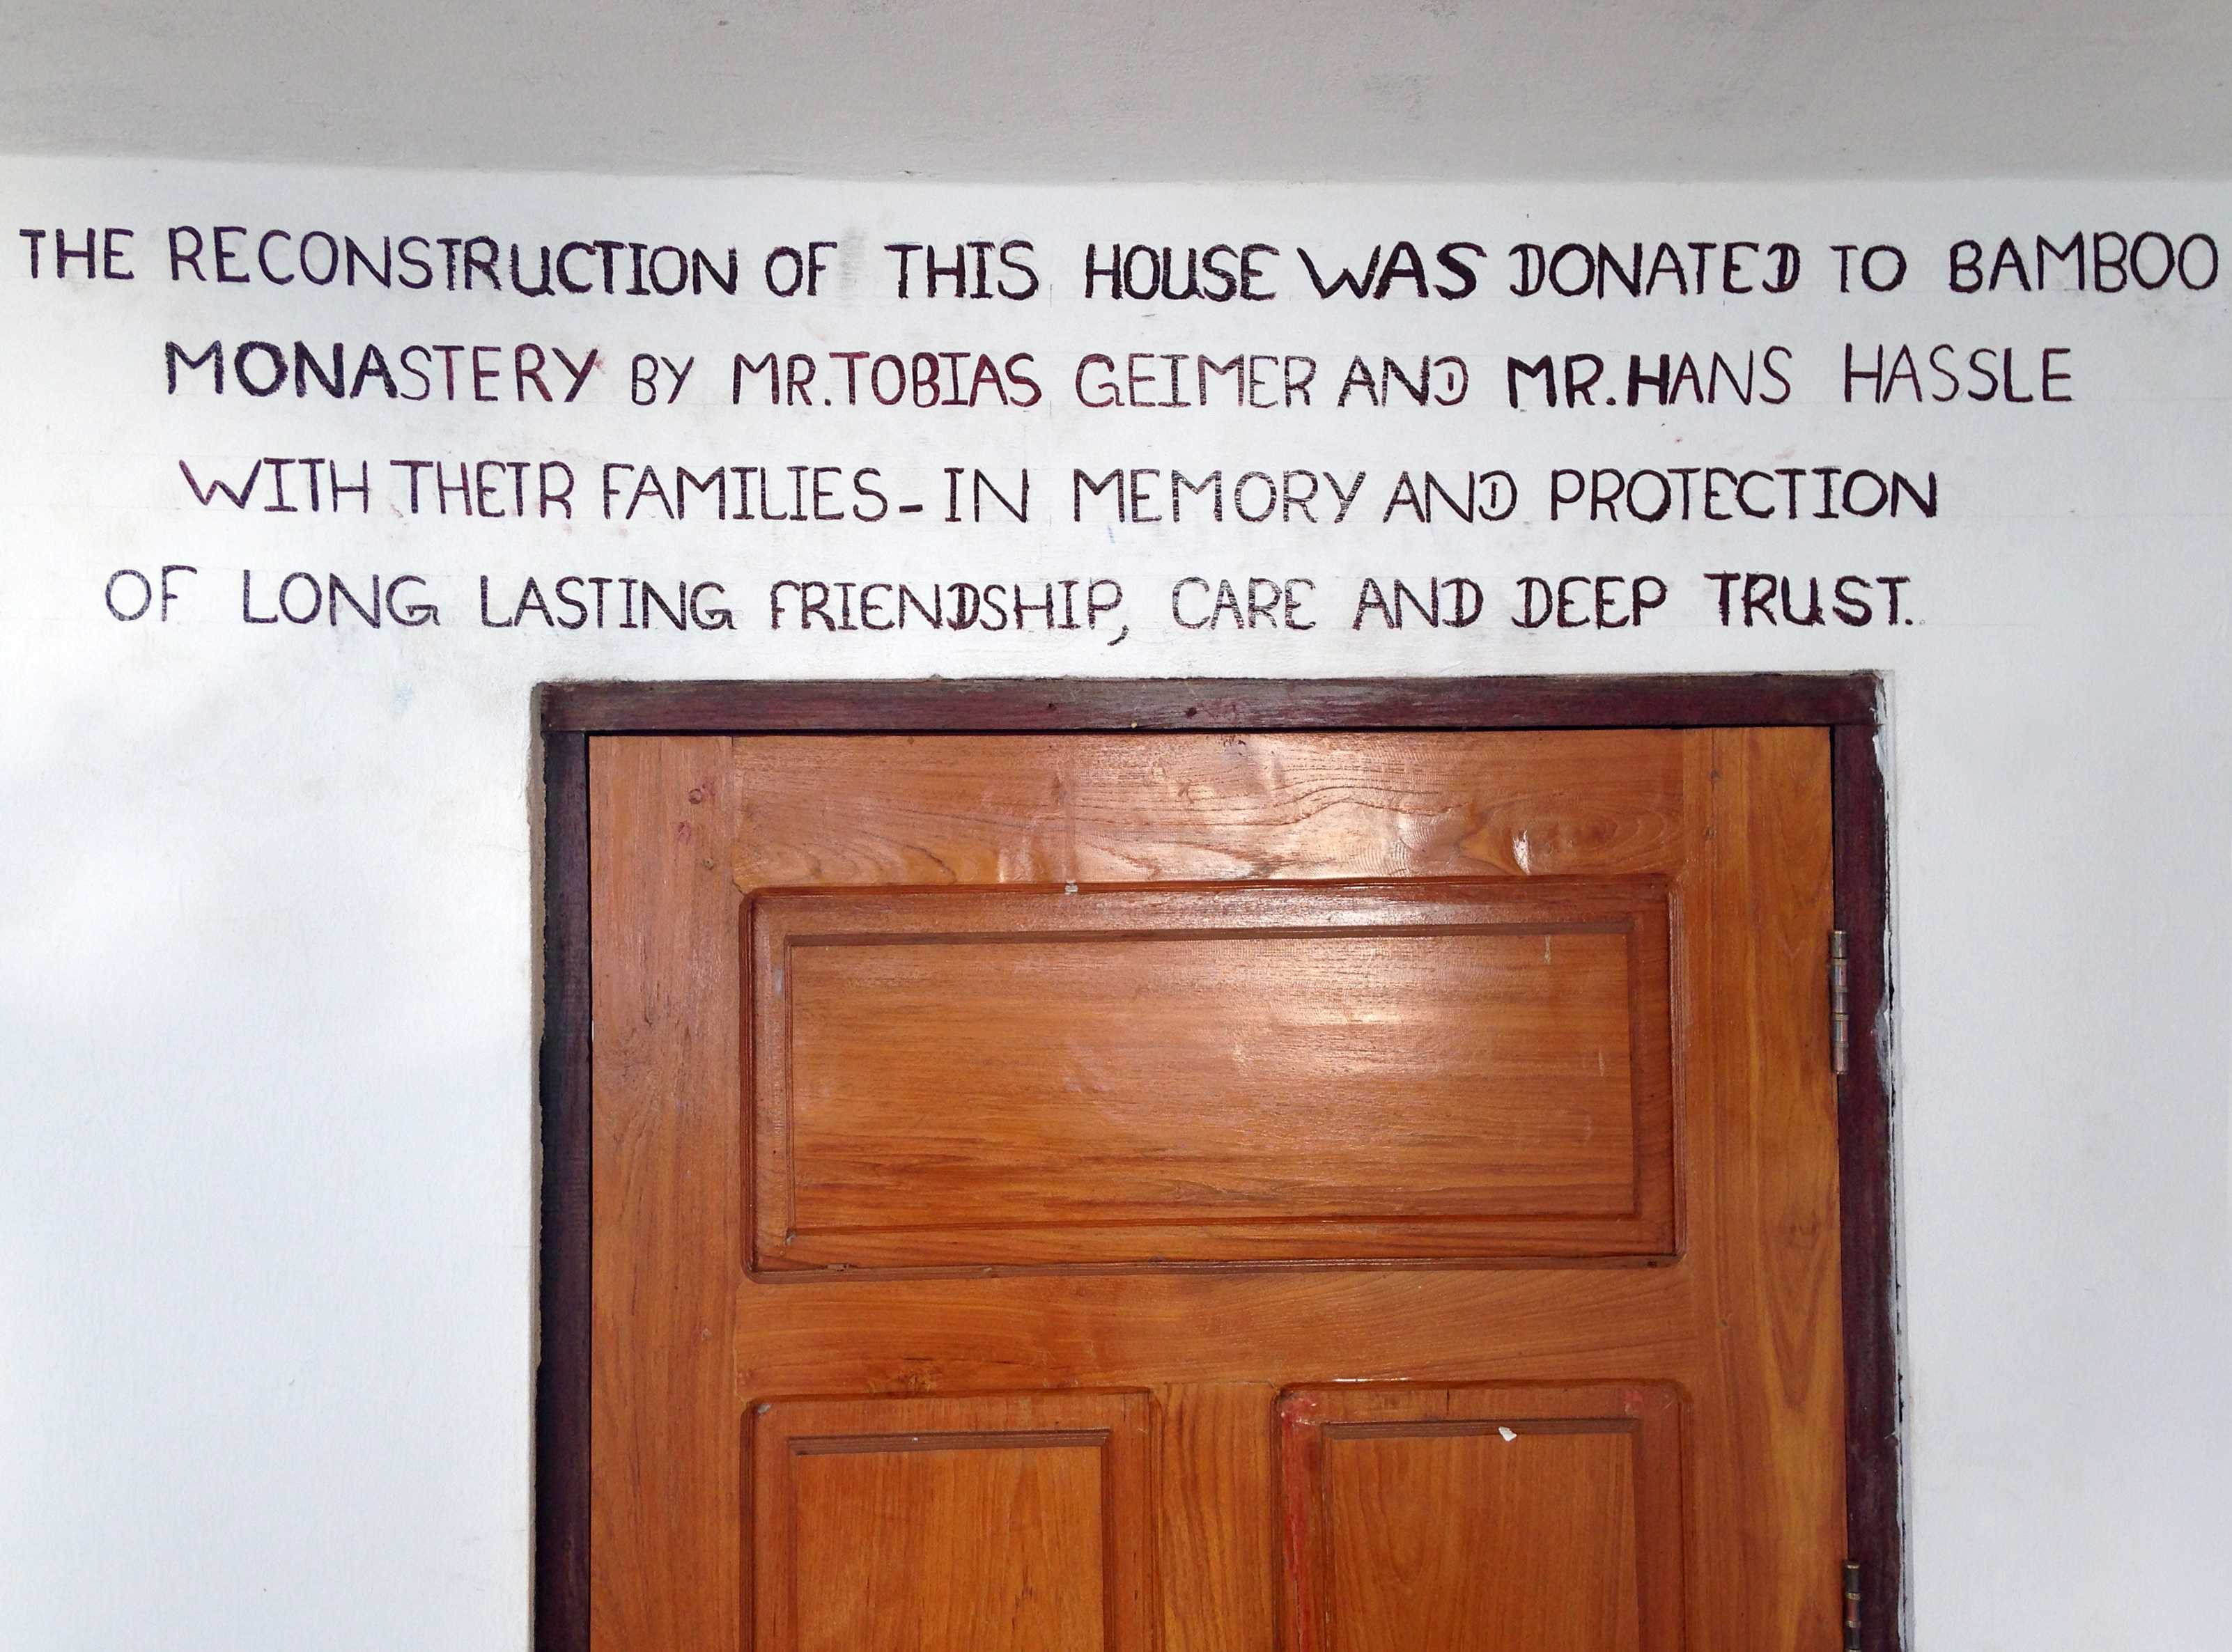 THE RECONSTRUCTION OF THIS HOUSE WAS DONATED TO BAMBOO
MONASTERY BY MR.TOBIAS GEIMER AND MR.HANS HASSLE
WITH THEIR FAMILIES-IN MEMORY AND PROTECTION
OF LONG LASTING FRIENDSHIP, CARE AND DEEP TRUST.